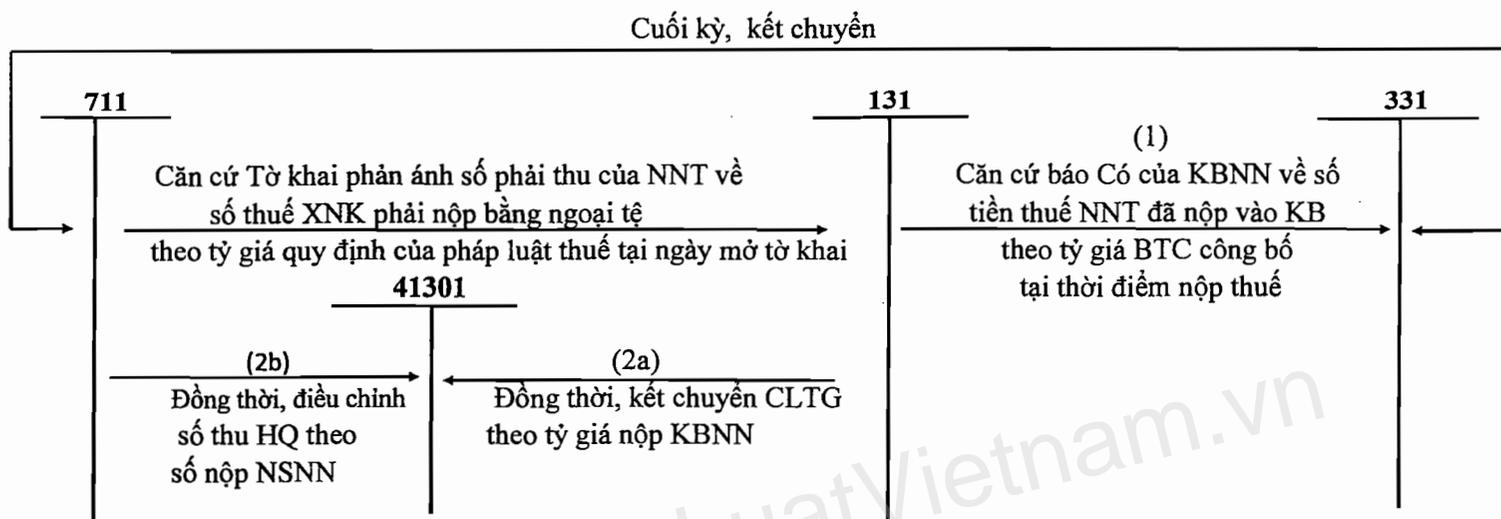 Cuối kỳ, kết chuyển
711
131
331
Căn cứ Tờ khai phản ánh số phải thu của NNT về
số thuế XNK phải nộp bằng ngoại tệ
theo tỷ giá quy định của pháp luật thuế tại ngày mở tờ khai
(1)
Căn cứ báo Có của KBNN về số
tiền thuế NNT đã nộp vào KB
theo tỷ giá BTC công bố
tại thời điểm nộp thuế
41301
(2b)
Đồng thời, điều chỉnh
số thu HQ theo
số nộp NSNN
(2a)
Đồng thời, kết chuyển CLTG
theo tỷ giá nộp KBNN
uatVietnam.vn